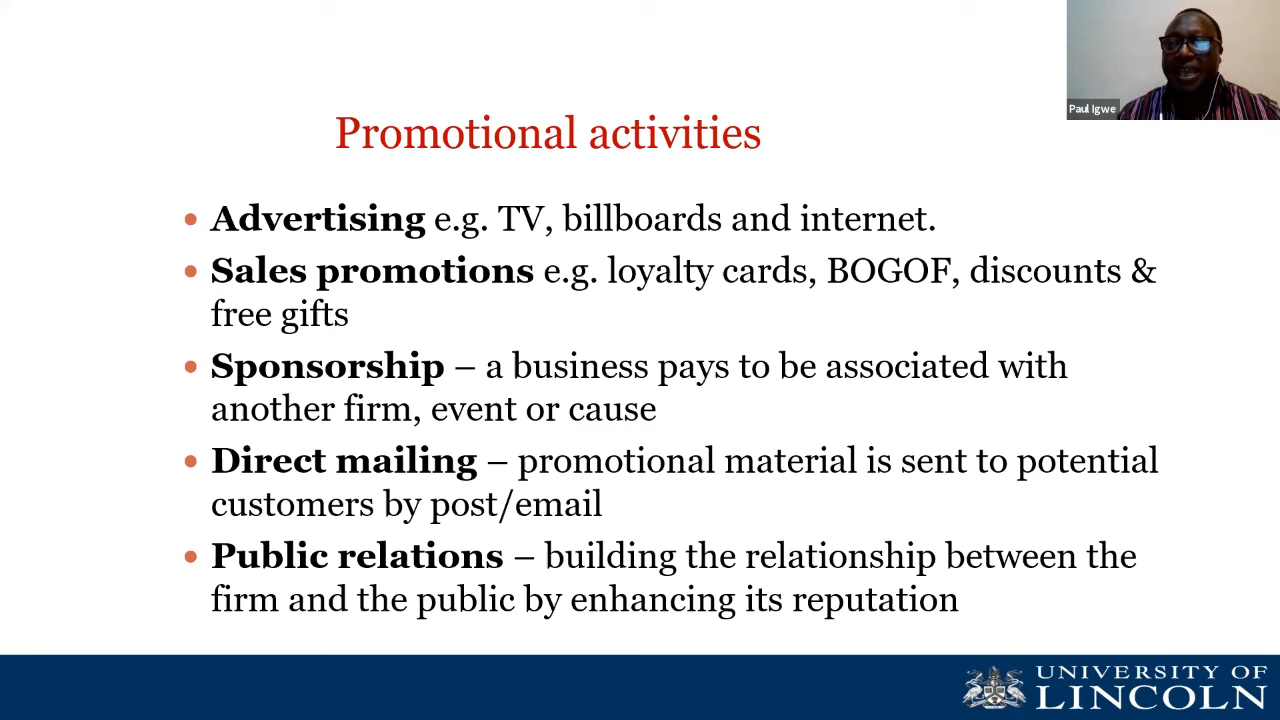 Paul Igwe
Promotional activities
• Advertising e.g. TV, billboards and internet.
• Sales promotions e.g. loyalty cards, BOGOF, discounts &
free gifts
• Sponsorship – a business pays to be associated with
another firm, event or cause
• Direct mailing – promotional material is sent to potential
customers by post/email
• Public relations – building the relationship between the
firm and the public by enhancing its reputation
UNIVERSITY OF
LINCOLN